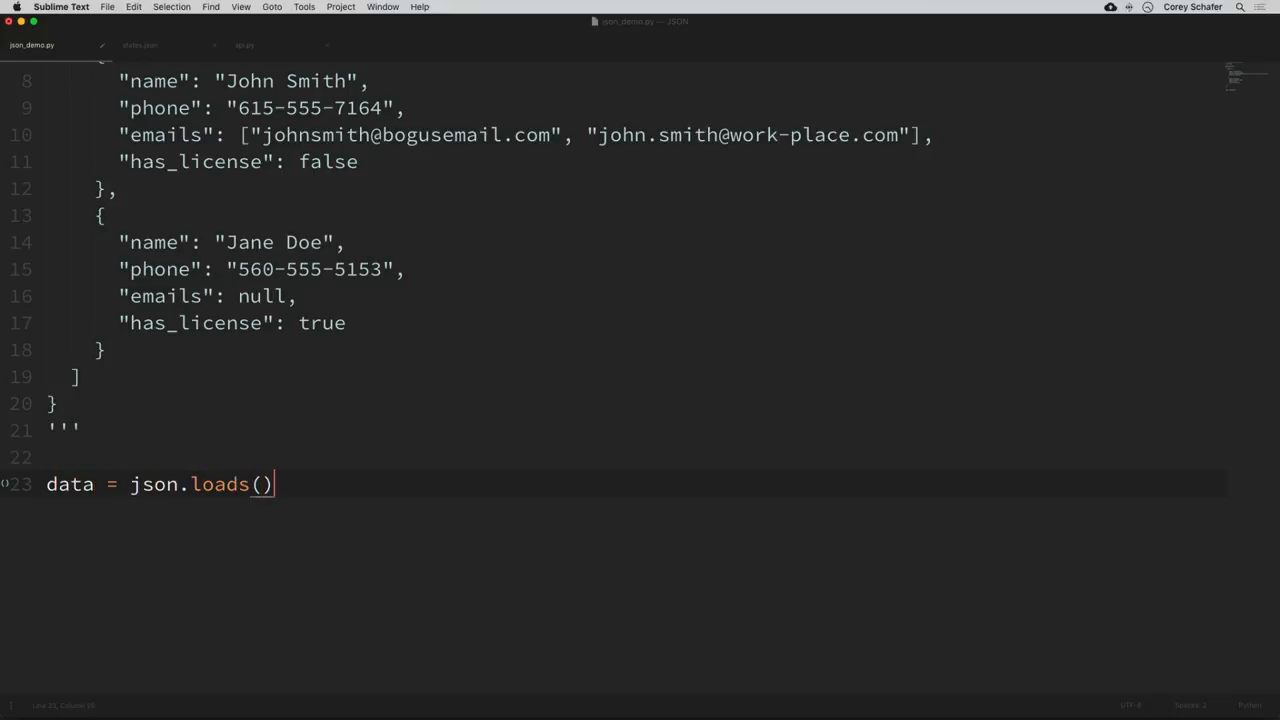 Sublime Text File Edit Selection Find View Goto Tools Project Window Help Corey Schafer
json_demo.py — JSON
json_demo.py states.json api.py
{
8 "name": "John Smith",
9 "phone": "615-555-7164",
10 "emails": ["johnsmith@bogusemail.com", "john.smith@work-place.com"],
11 "has_license": false
12 },
13 {
14 "name": "Jane Doe",
15 "phone": "560-555-5153",
16 "emails": null,
17 "has_license": true
18 }
19 ]
20 }
21 '''
22
23 data = json.loads()
UTF-8 Spaces: 2 Python